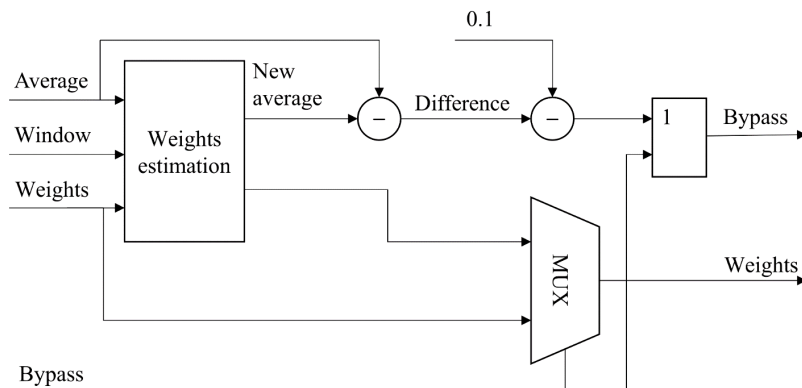 0.1
Average
New
average
Difference
−
−
1
Bypass
Window
Weights
estimation
Weights
MUX
Weights
Bypass